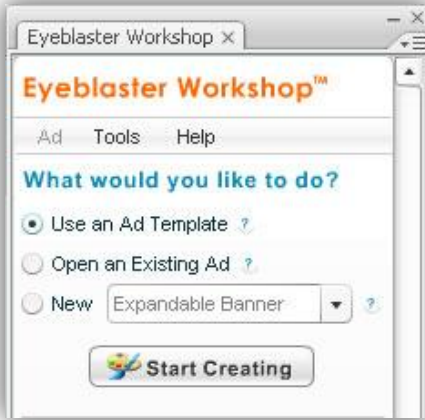 Eyeblaster Workshop
Eyeblaster Workshop™
Ad Tools Help
What would you like to do?
Use an Ad Template ?
Open an Existing Ad ?
New Expandable Banner ?
Start Creating